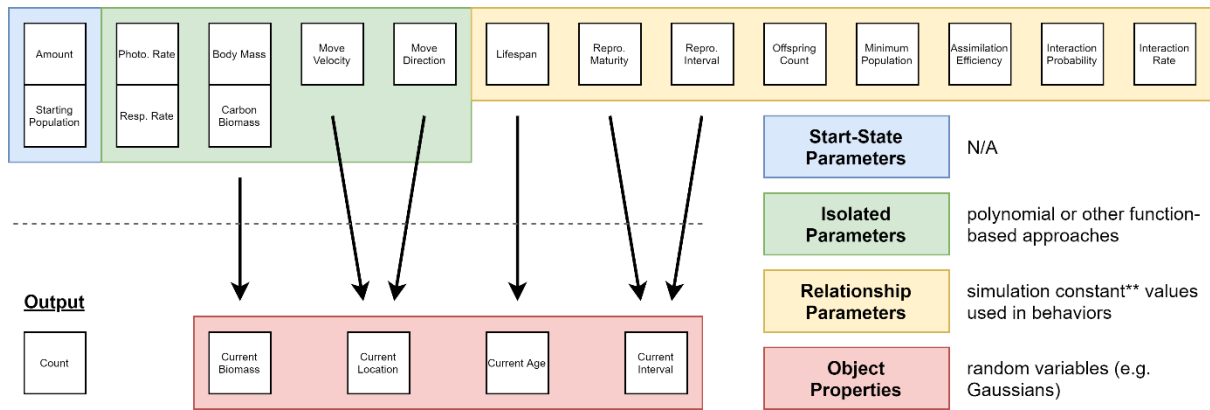 Amount
Starting
Population
Photo. Rate
Resp. Rate
Body Mass
Carbon
Biomass
Move
Velocity
Move
Direction
Lifespan
Repro.
Maturity
Repro.
Interval
Offspring
Count
Minimum
Population
Assimilation
Efficiency
Interaction
Probability
Interaction
Rate
Start-State
Parameters
N/A
Isolated
Parameters
polynomial or other function-
based approaches
Relationship
Parameters
simulation constant** values
used in behaviors
Object
Properties
random variables (e.g.
Gaussians)
Output
Count
Current
Biomass
Current
Location
Current Age
Current
Interval